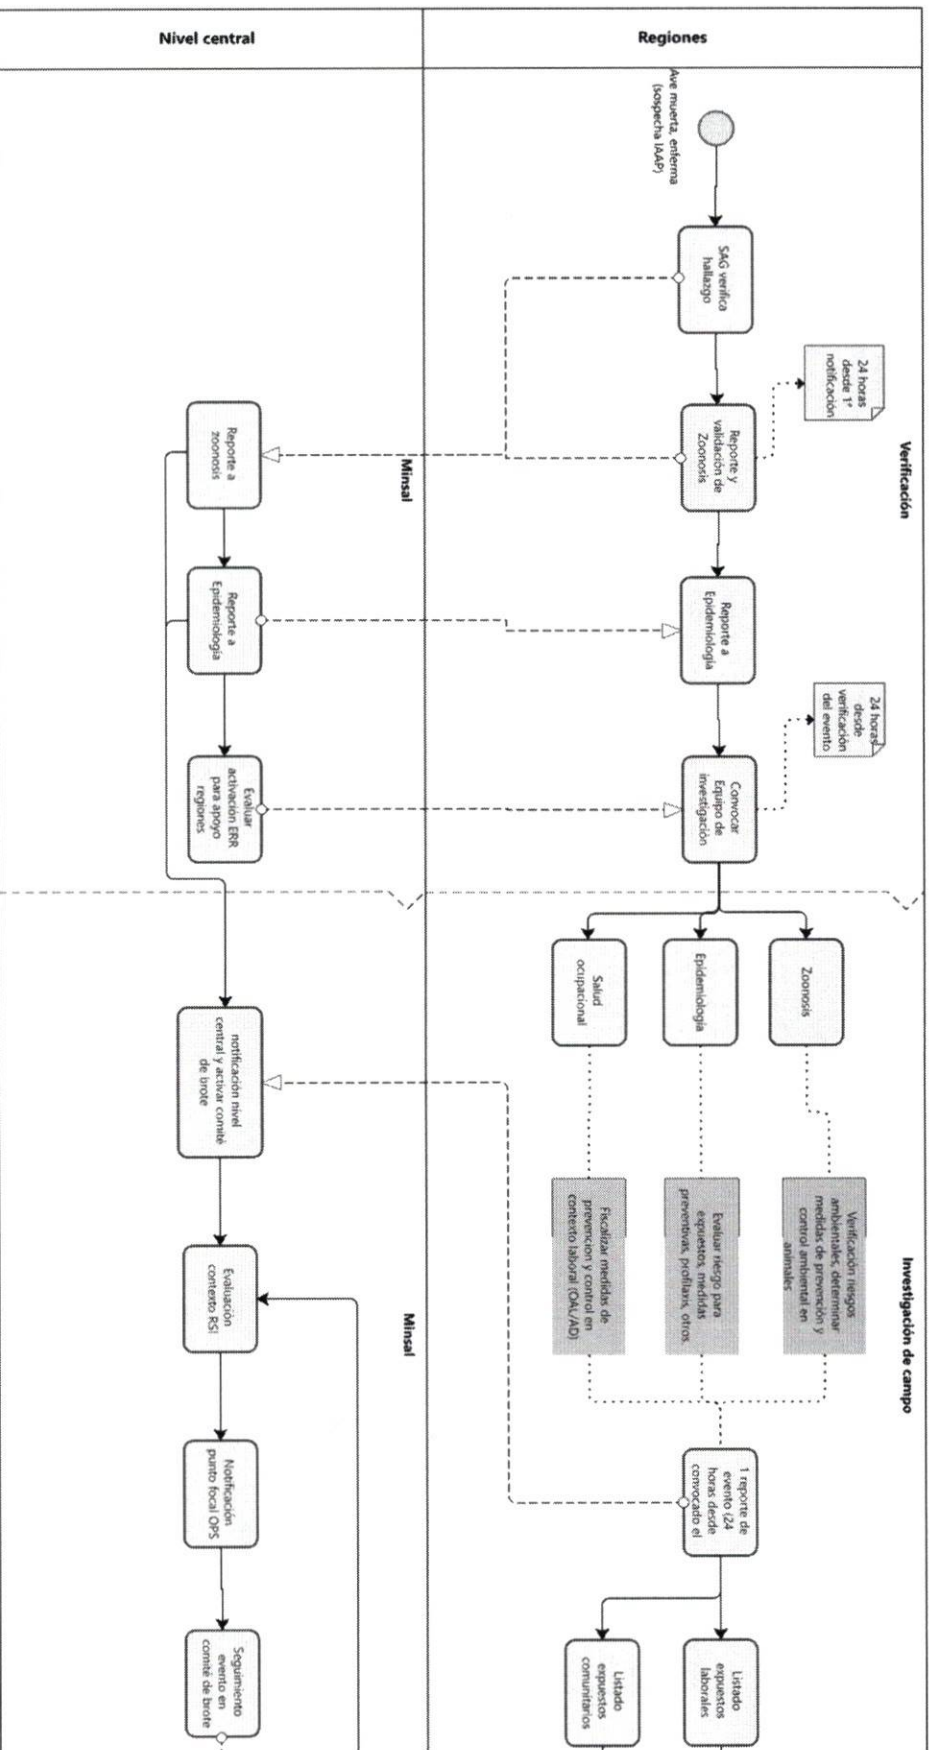 Regiones
Verificación
Investigación de campo
Ave muerta, enferma
(sospecha IAAP)
SAG verifica
hallazgo
24 horas
desde 1°
notificación
Reporte y
validación de
Zoonosis
Reporte a
Epidemiología
24 horas
desde
verificación
del evento
Convocar
Equipo de
investigación
Zoonosis
Epidemiología
Salud
ocupacional
Verificación riesgos
ambientales, determinar
medidas de prevención y
control ambiental en
animales
Evaluar riesgo para
expuestos, medidas
preventivas, profilaxis, otros
Fiscalizar medidas de
prevencion y control en
contexto laboral (OAL/AD)
1 reporte de
evento (24
horas desde
convocado el
Listado
expuestos
laborales
Listado
expuestos
comunitarios
Nivel central
Minsal
Minsal
Reporte a
zoonosis
Reporte a
Epidemiología
Evaluar
activación ERR
para apoyo
regiones
notificación nivel
central y activar comité
de brote
Evaluación
contexto RSI
Notificación
punto focal OPS
Seguimiento
evento en
comité de brote